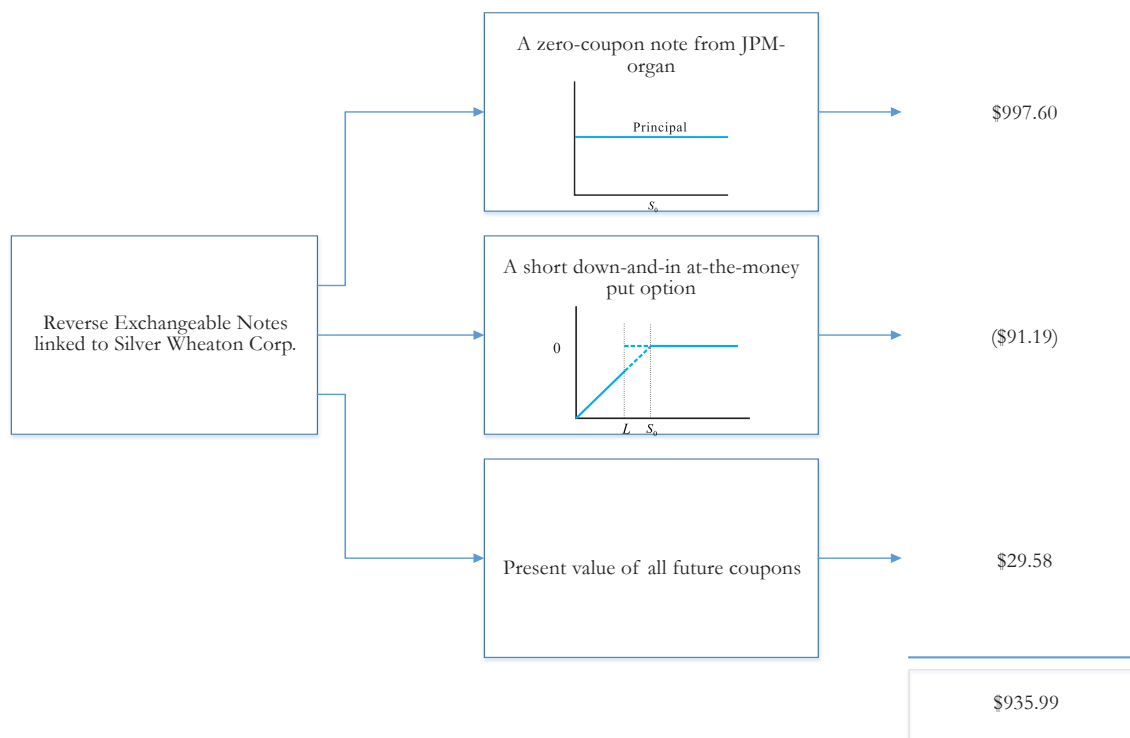 A zero-coupon note from JPM-
organ
Principal
S₀
$997.60
Reverse Exchangeable Notes
linked to Silver Wheaton Corp.
A short down-and-in at-the-money
put option
0
L S₀
($91.19)
Present value of all future coupons
$29.58
$935.99